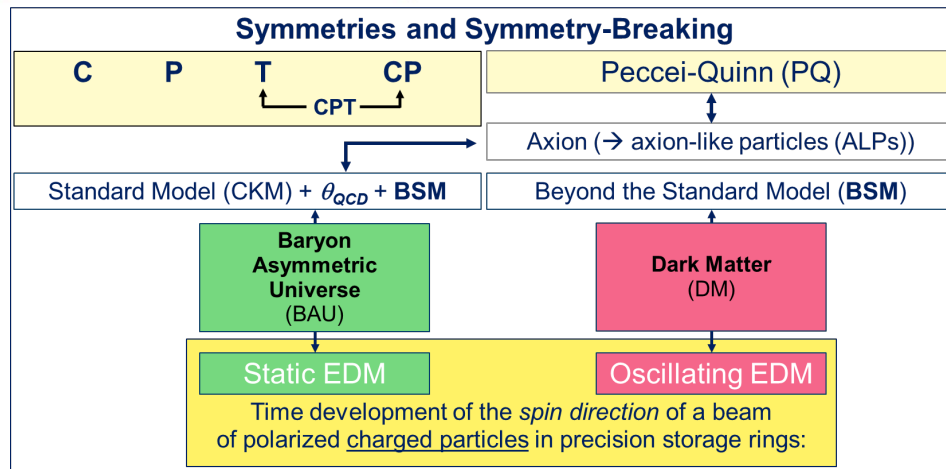 Symmetries and Symmetry-Breaking
C P T CP
CPT
Peccei-Quinn (PQ)
Axion (→ axion-like particles (ALPs))
Standard Model (CKM) + θQCD + BSM
Beyond the Standard Model (BSM)
Baryon
Asymmetric
Universe
(BAU)
Dark Matter
(DM)
Static EDM
Oscillating EDM
Time development of the spin direction of a beam
of polarized charged particles in precision storage rings: